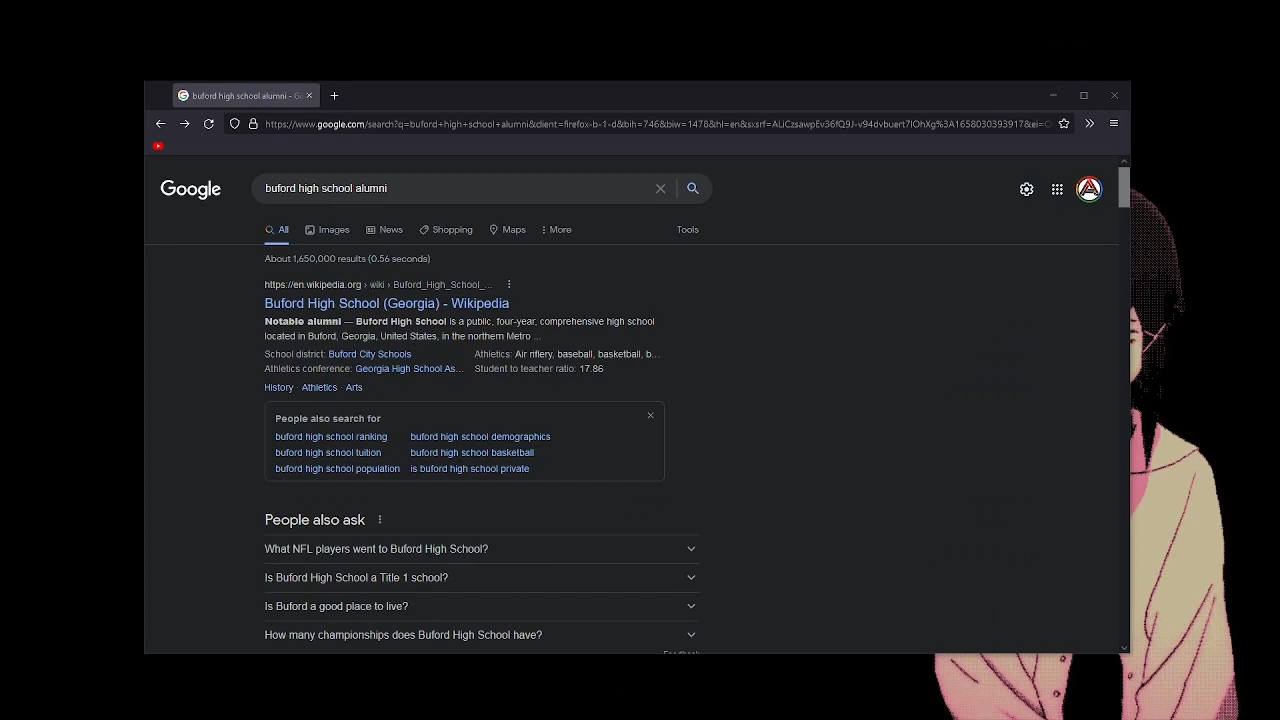 buford high school alumni - Go
https://www.google.com/search?q=buford+high+school+alumni&client=firefox-b-1-d&bih=746&biw=1478&hl=en&sxsrf=ALiCzsawpEv36fQ9J-v94dvbuert7IOhXg%3A1658030393917&ei=
Google
buford high school alumni
All
Images
News
Shopping
Maps
More
Tools
About 1,650,000 results (0.56 seconds)
https://en.wikipedia.org › wiki › Buford_High_School_...
Buford High School (Georgia) - Wikipedia
Notable alumni — Buford High School is a public, four-year, comprehensive high school
located in Buford, Georgia, United States, in the northern Metro ...
School district: Buford City Schools
Athletics: Air riflery, baseball, basketball, b...
Athletics conference: Georgia High School As...
Student to teacher ratio: 17.86
History · Athletics · Arts
People also search for
buford high school ranking
buford high school demographics
buford high school tuition
buford high school basketball
buford high school population
is buford high school private
People also ask
What NFL players went to Buford High School?
Is Buford High School a Title 1 school?
Is Buford a good place to live?
How many championships does Buford High School have?
Feedback